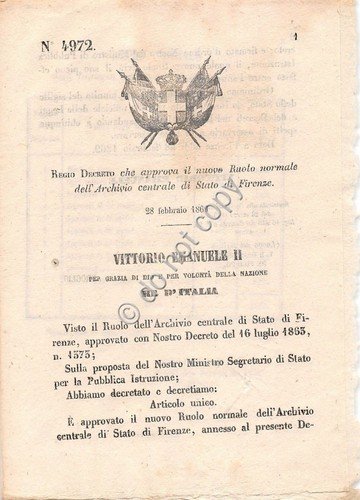 N° 4972.
1
REGIO DECRETO che approva il nuovo Ruolo normale
dell'Archivio centrale di Stato di Firenze.
28 febbraio
VITTORIO EMANUELE II
PER GRAZIA DI DIO E PER VOLONTÀ DELLA NAZIONE
RE D'ITALIA
Visto il Ruolo dell'Archivio centrale di Stato di Fi-
renze, approvato con Nostro Decreto del 16 luglio 1863,
n. 1373;
Sulla proposta del Nostro Ministro Segretario di Stato
per la Pubblica Istruzione;
Abbiamo decretato e decretiamo:
Articolo unico.
È approvato il nuovo Ruolo normale dell'Archivio
centrale di Stato di Firenze, annesso al presente De-
do not copy